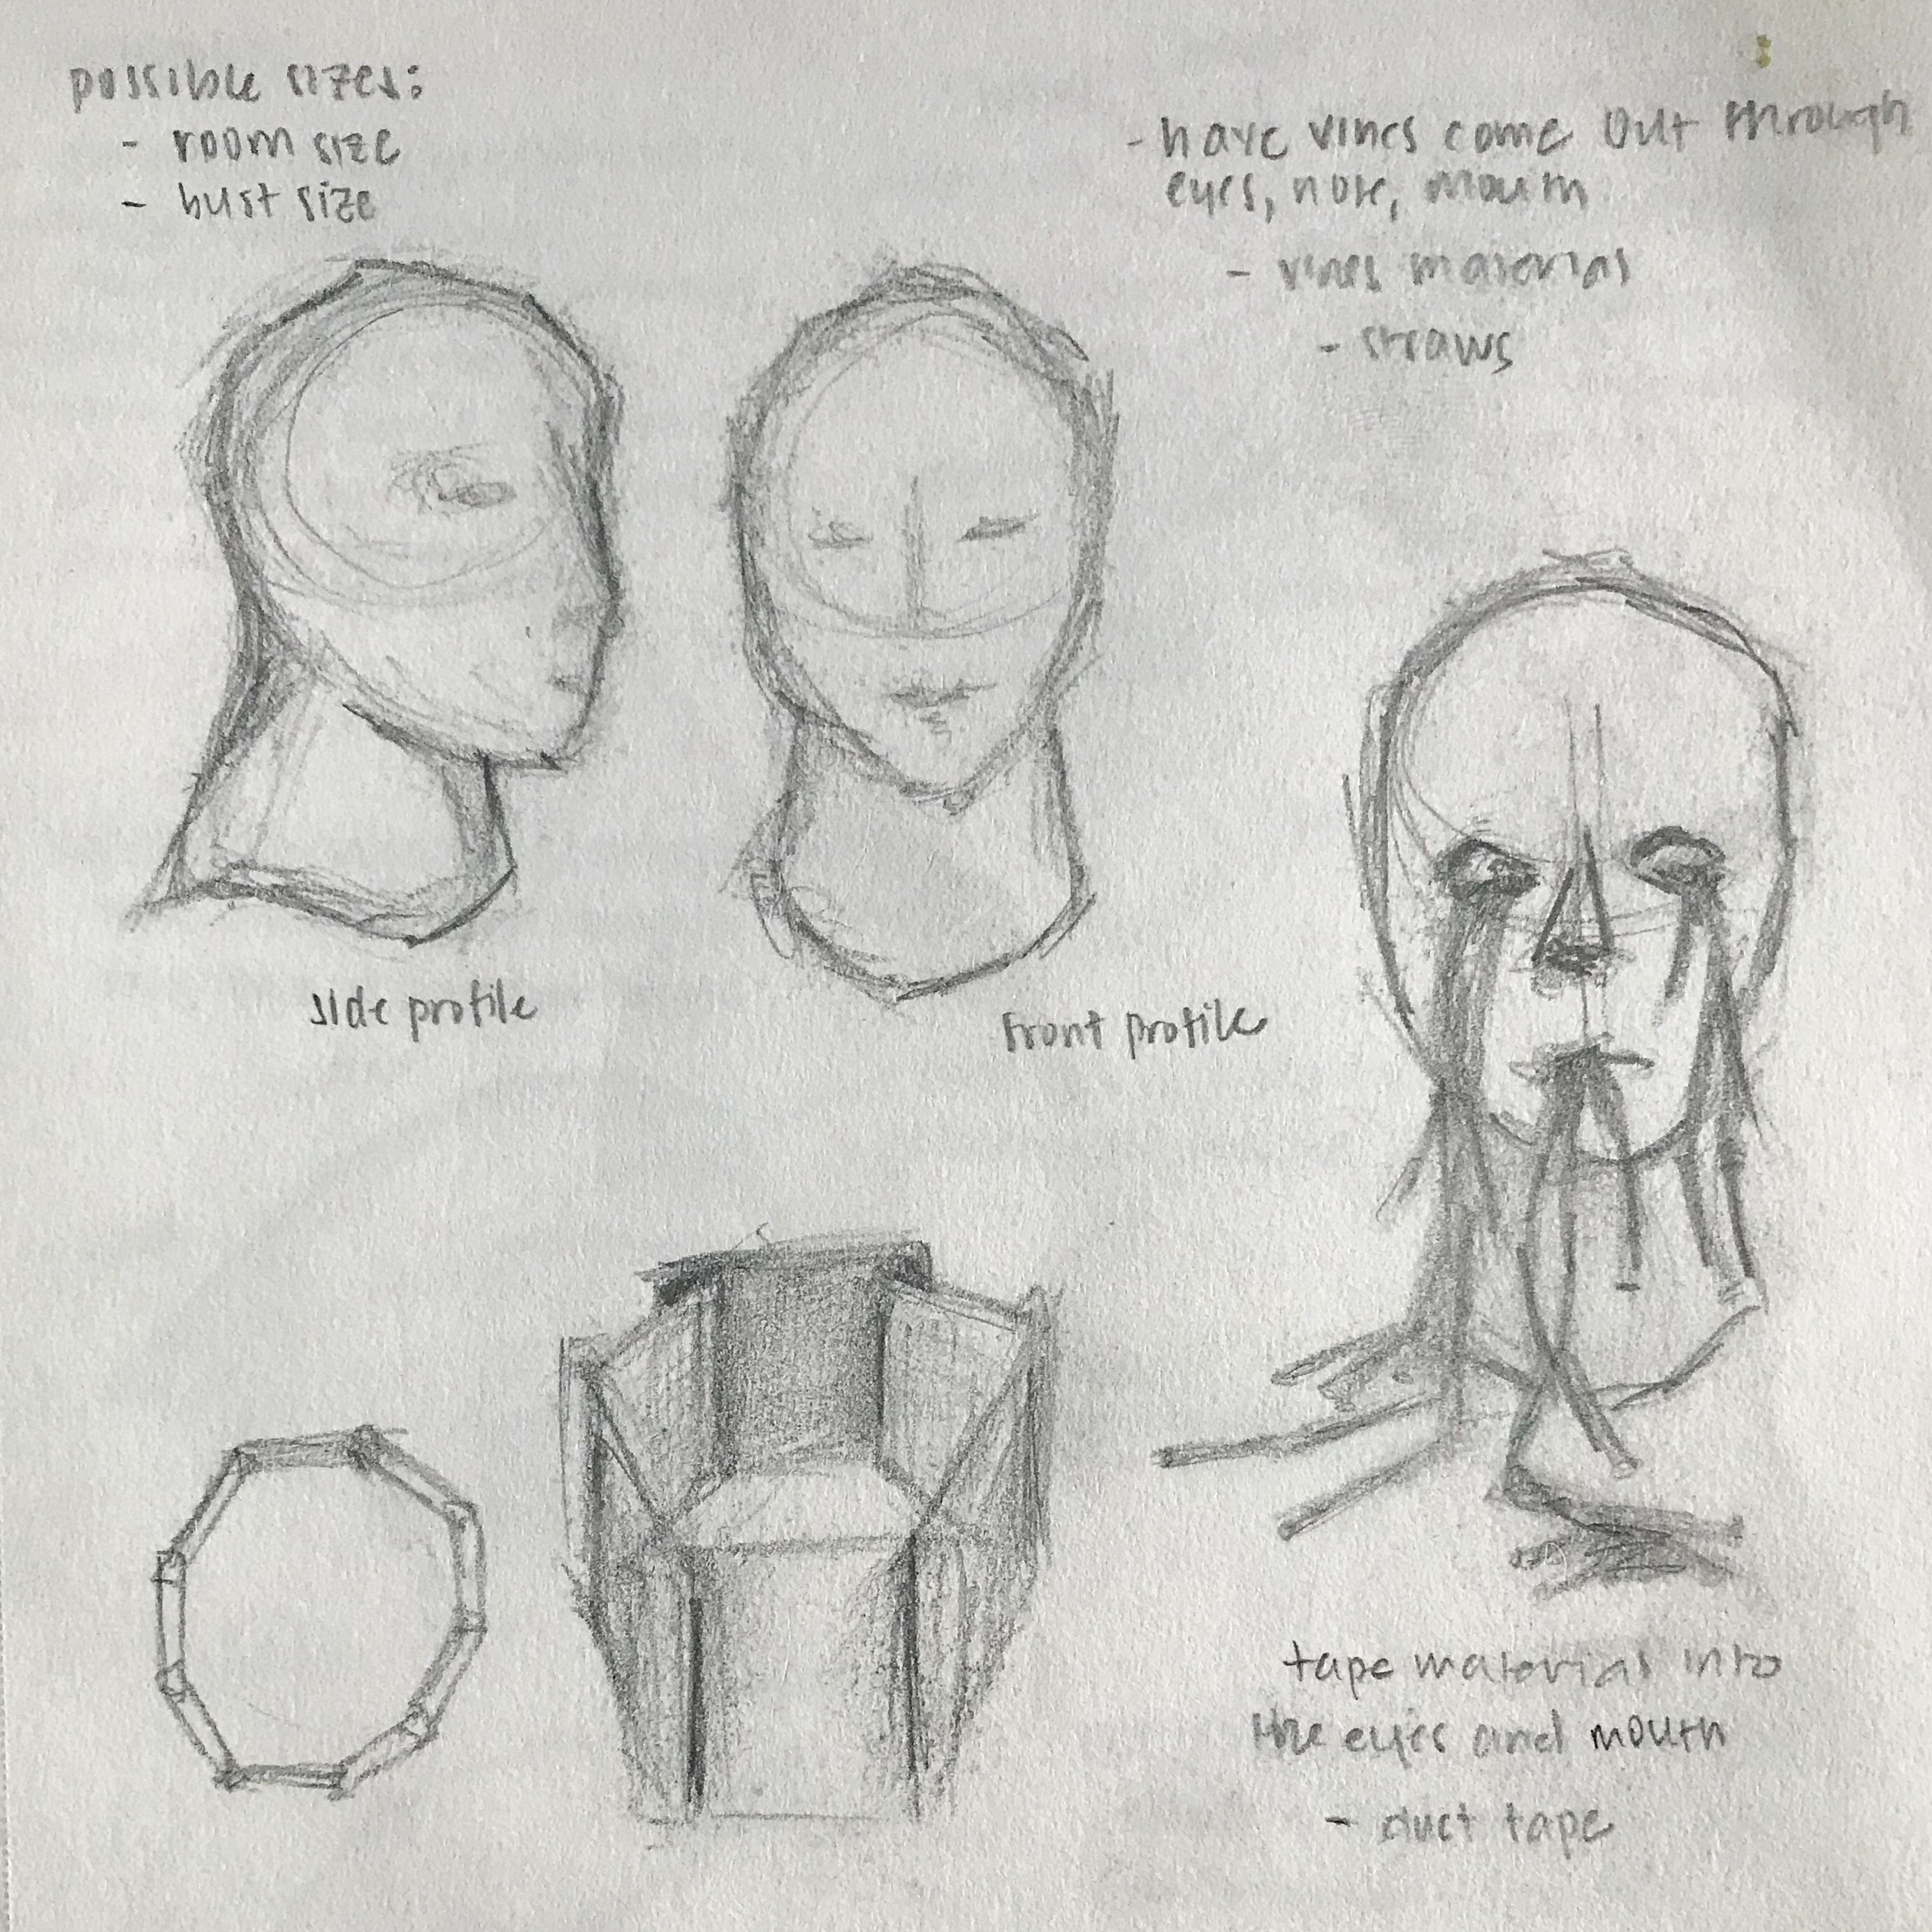 possible sizes:
- room size
- bust size
- have vines come out through
eyes, nose, mouth
- vines material
- straws
side profile
front profile
tape material into
the eyes and mouth
- duct tape